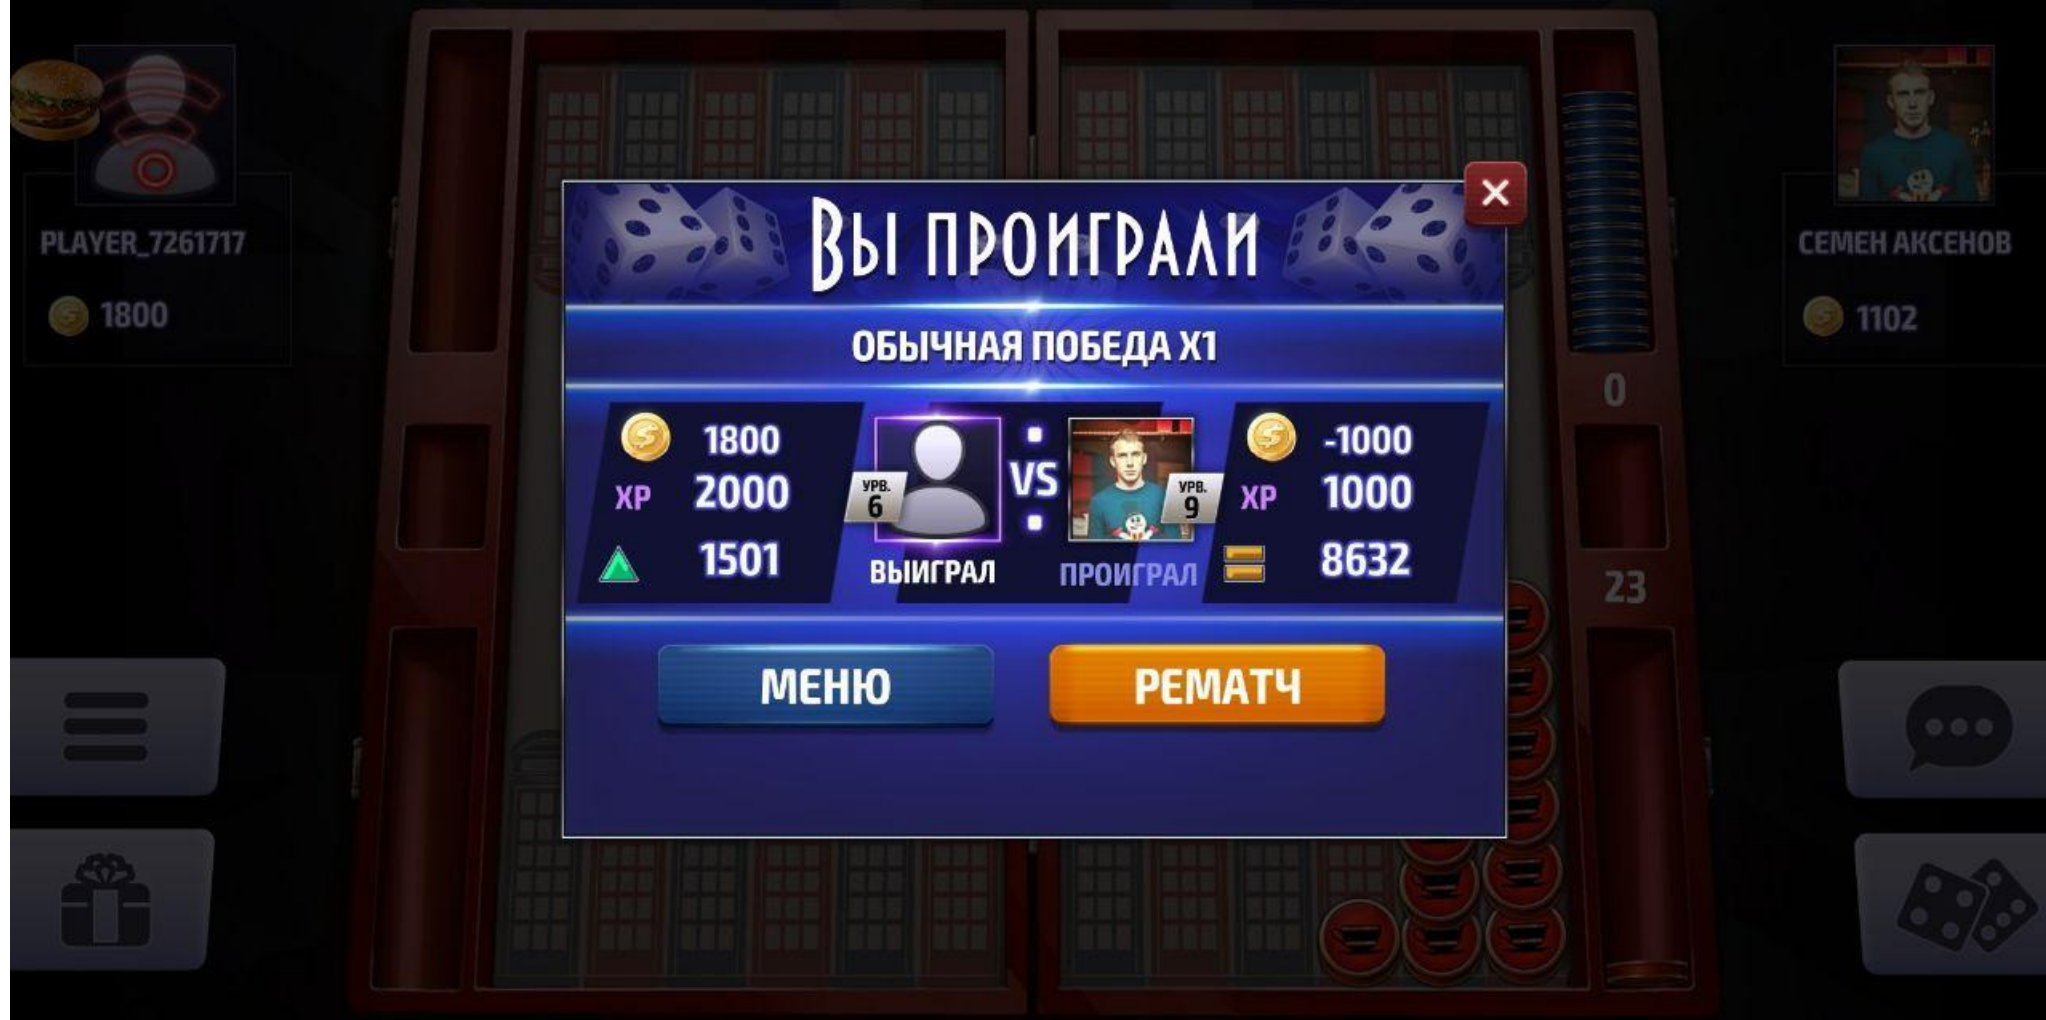 PLAYER_7261717
1800
СЕМЕН АКСЕНОВ
1102
ВЫ ПРОИГРАЛИ
ОБЫЧНАЯ ПОБЕДА X1
1800
XP 2000
1501
УРВ.
6
ВЫИГРАЛ
VS
УРВ.
9
ПРОИГРАЛ
-1000
XP 1000
8632
МЕНЮ
РЕМАТЧ
0
23